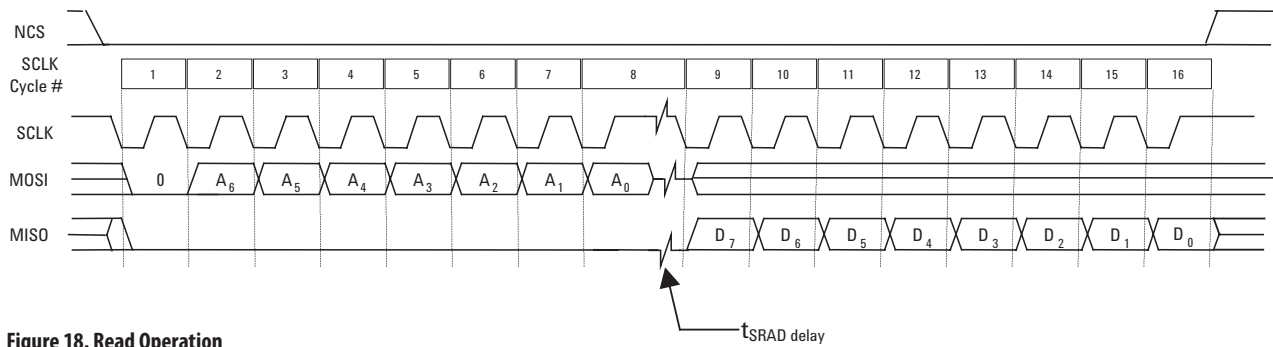 NCS
SCLK
Cycle #
1 2 3 4 5 6 7 8 9 10 11 12 13 14 15 16
SCLK
MOSI 0 A6 A5 A4 A3 A2 A1 A0
MISO D7 D6 D5 D4 D3 D2 D1 D0
tSRAD delay
Figure 18. Read Operation